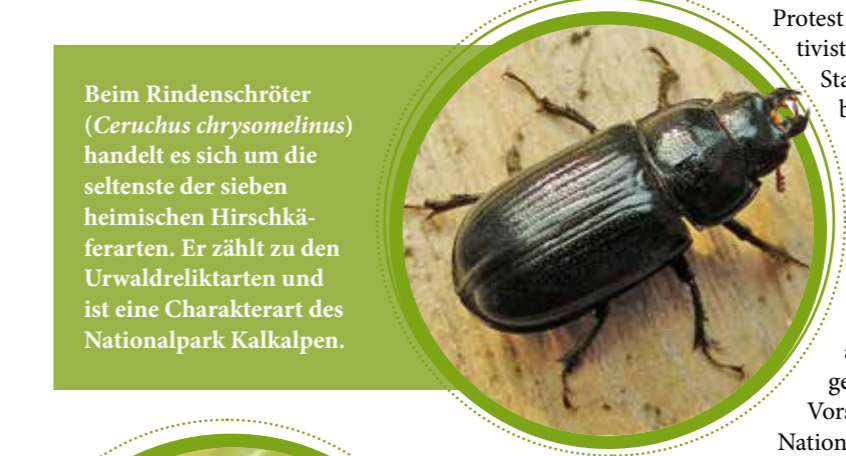 Beim Rindenschröter
(Ceruchus chrysomelinus)
handelt es sich um die
seltenste der sieben
heimischen Hirschkä-
ferarten. Er zählt zu den
Urwaldreliktarten und
ist eine Charakterart des
Nationalpark Kalkalpen.
Protest
tivist
Sta
b
ge
Vors
Nation